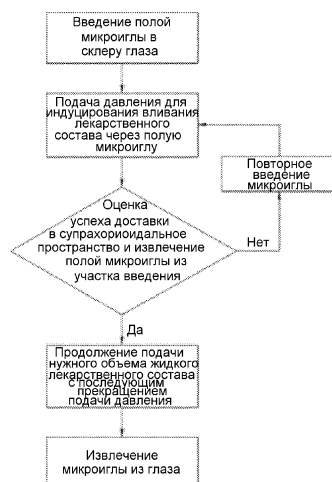 Введение полой
микроиглы в
склеру глаза
Подача давления для
индуцирования вливания
лекарственного
состава через полую
микроиглу
Повторное
введение
микроиглы
Оценка
успеха доставки
в супрахориоидальное
пространство и извлечение
полой микроиглы из
участка введения
Нет
Да
Продолжение подачи
нужного объема жидкого
лекарственного состава
с последующим
прекращением
подачи давления
Извлечение
микроиглы из глаза